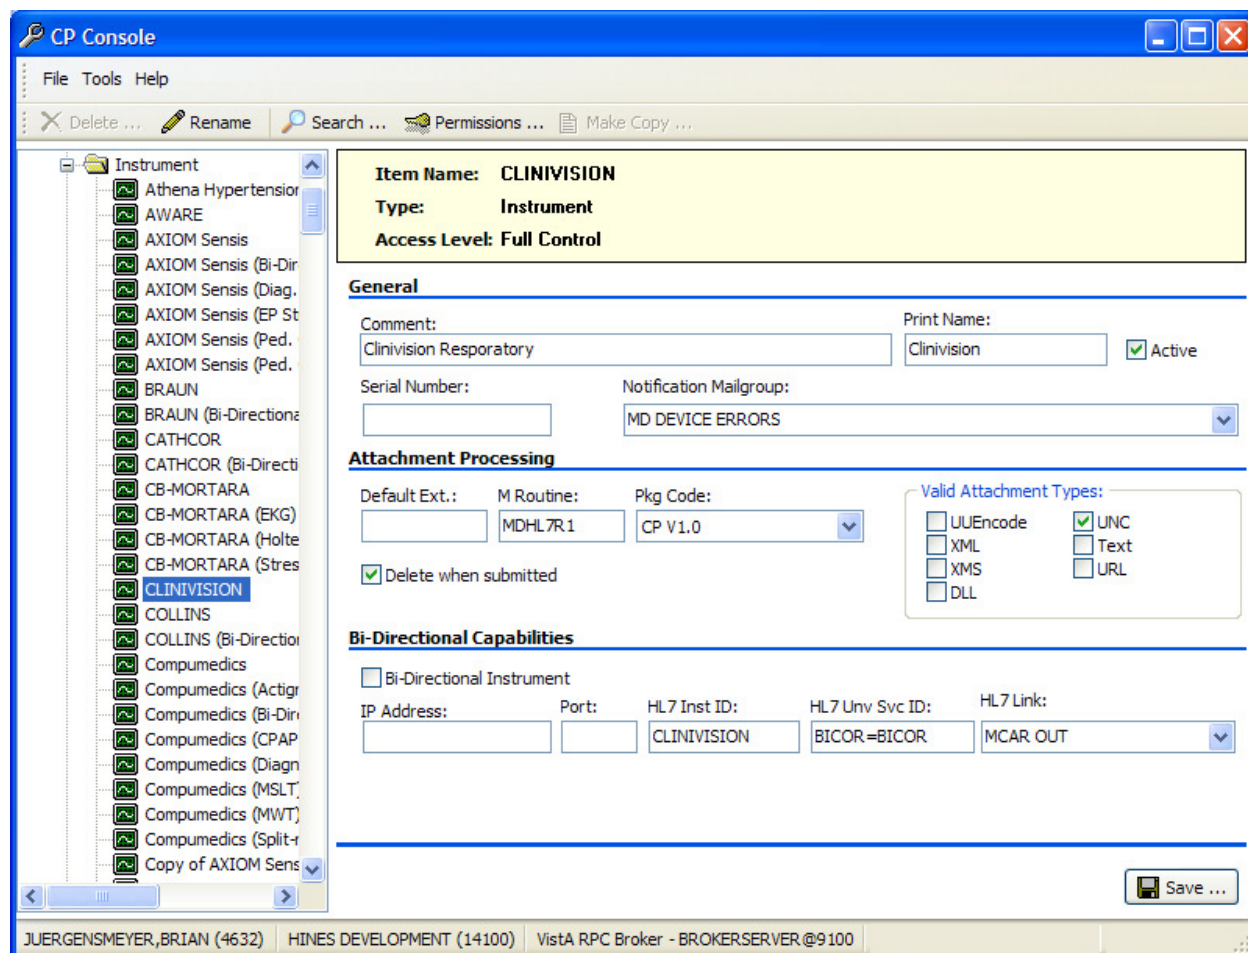 CP Console
File Tools Help
Delete ... Rename Search ... Permissions ... Make Copy ...
Instrument
Athena Hypertension
AWARE
AXIOM Sensis
AXIOM Sensis (Bi-Dir
AXIOM Sensis (Diag.
AXIOM Sensis (EP St
AXIOM Sensis (Ped.
AXIOM Sensis (Ped.
BRAUN
BRAUN (Bi-Directiona
CATHCOR
CATHCOR (Bi-Directi
CB-MORTARA
CB-MORTARA (EKG)
CB-MORTARA (Holte
CB-MORTARA (Stres
CLINIVISION
COLLINS
COLLINS (Bi-Direction
Compumedics
Compumedics (Actigr
Compumedics (Bi-Dire
Compumedics (CPAP
Compumedics (Diagn
Compumedics (MSLT)
Compumedics (MWT)
Compumedics (Split-n
Copy of AXIOM Sens
Item Name: CLINIVISION
Type: Instrument
Access Level: Full Control
General
Comment: Print Name:
Clinivision Resporatory Clinivision Active
Serial Number: Notification Mailgroup:
MD DEVICE ERRORS
Attachment Processing
Default Ext.: M Routine: Pkg Code: Valid Attachment Types:
MDHL7R1 CP V1.0 UUEncode UNC
XML Text
Delete when submitted XMS URL
DLL
Bi-Directional Capabilities
Bi-Directional Instrument
IP Address: Port: HL7 Inst ID: HL7 Unv Svc ID: HL7 Link:
CLINIVISION BICOR=BICOR MCAR OUT
Save ...
JUERGENSMEYER,BRIAN (4632) HINES DEVELOPMENT (14100) VistA RPC Broker - BROKERSERVER@9100